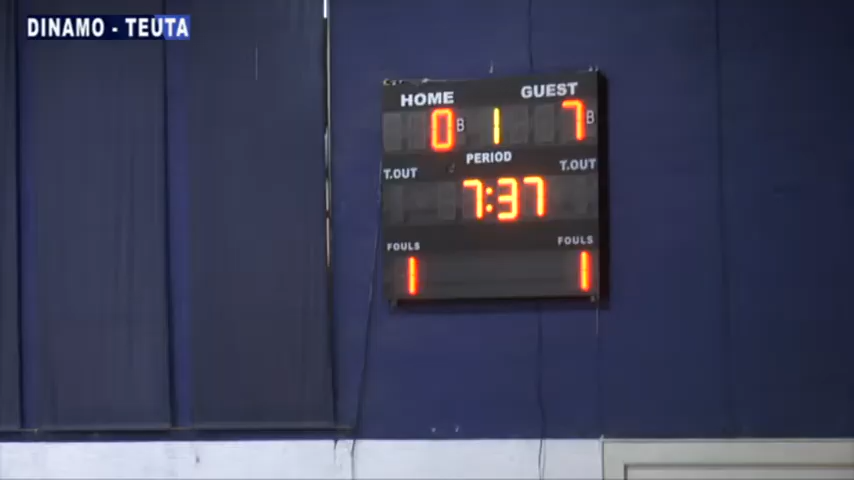 DINAMO - TEUTA
HOME GUEST
0 B 1 7 B
PERIOD
T.OUT T.OUT
7:37
FOULS FOULS
1 1